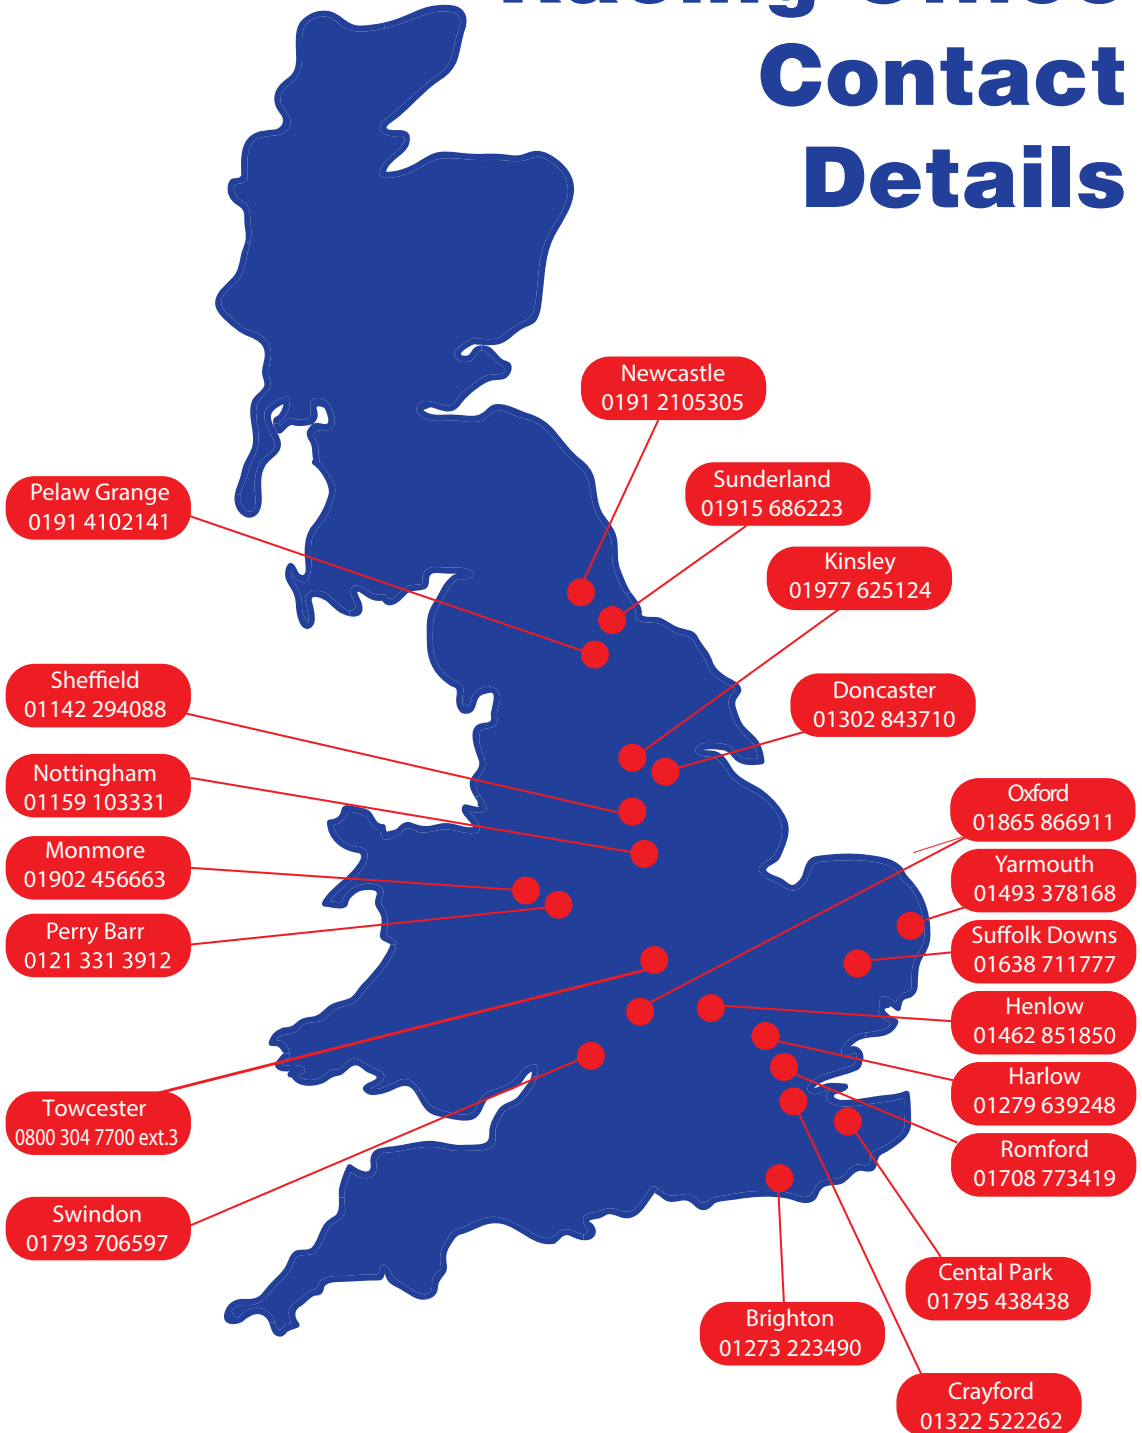 Racing Office
Contact
Details
Newcastle
0191 2105305
Pelaw Grange
0191 4102141
Sunderland
01915 686223
Kinsley
01977 625124
Sheffield
01142 294088
Doncaster
01302 843710
Nottingham
01159 103331
Oxford
01865 866911
Monmore
01902 456663
Yarmouth
01493 378168
Perry Barr
0121 331 3912
Suffolk Downs
01638 711777
Henlow
01462 851850
Harlow
01279 639248
Towcester
0800 304 7700 ext.3
Romford
01708 773419
Swindon
01793 706597
Cental Park
01795 438438
Brighton
01273 223490
Crayford
01322 522262